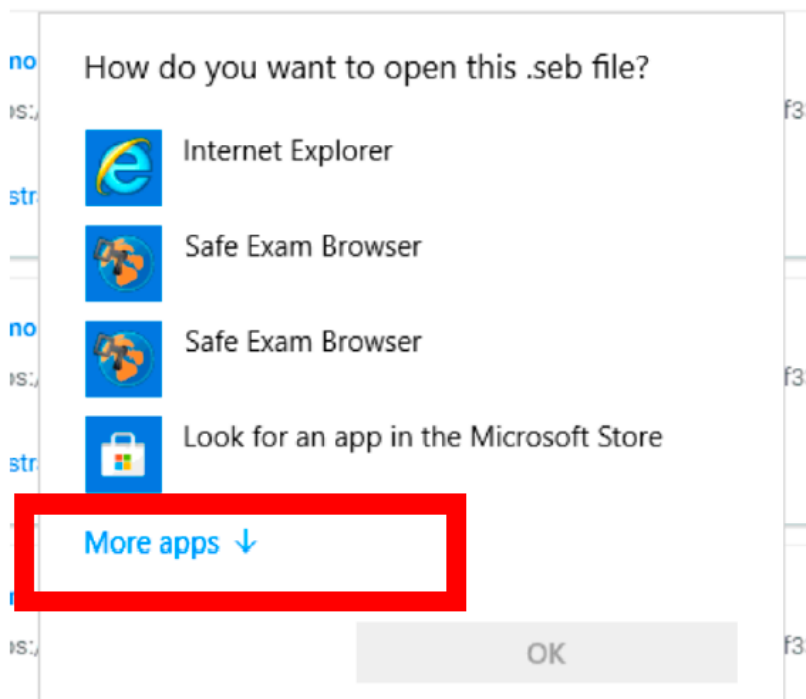 How do you want to open this .seb file?
Internet Explorer
Safe Exam Browser
Safe Exam Browser
Look for an app in the Microsoft Store
More apps ↓
OK